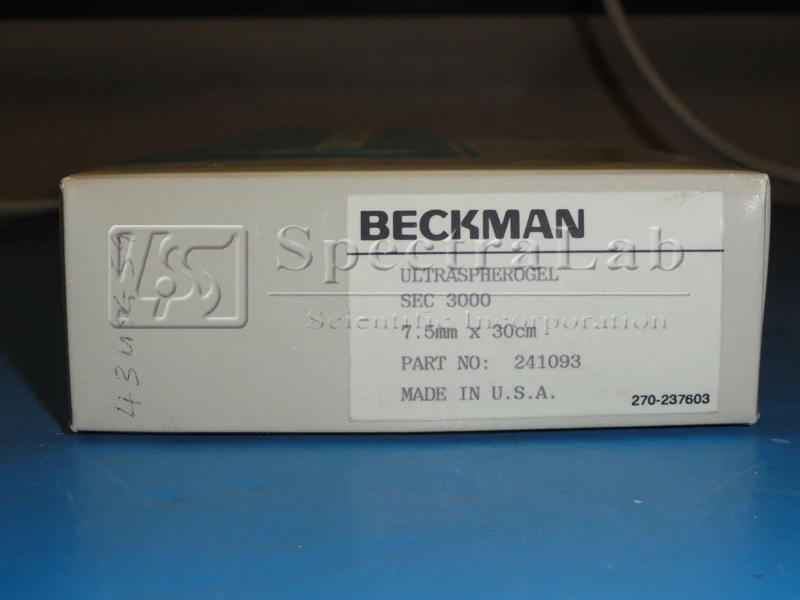 BECKMAN
ULTRASPHEROGEL
SEC 3000
7.5mm x 30cm
PART NO: 241093
MADE IN U.S.A.
270-237603
SpectraLab
Scientific Incorporation